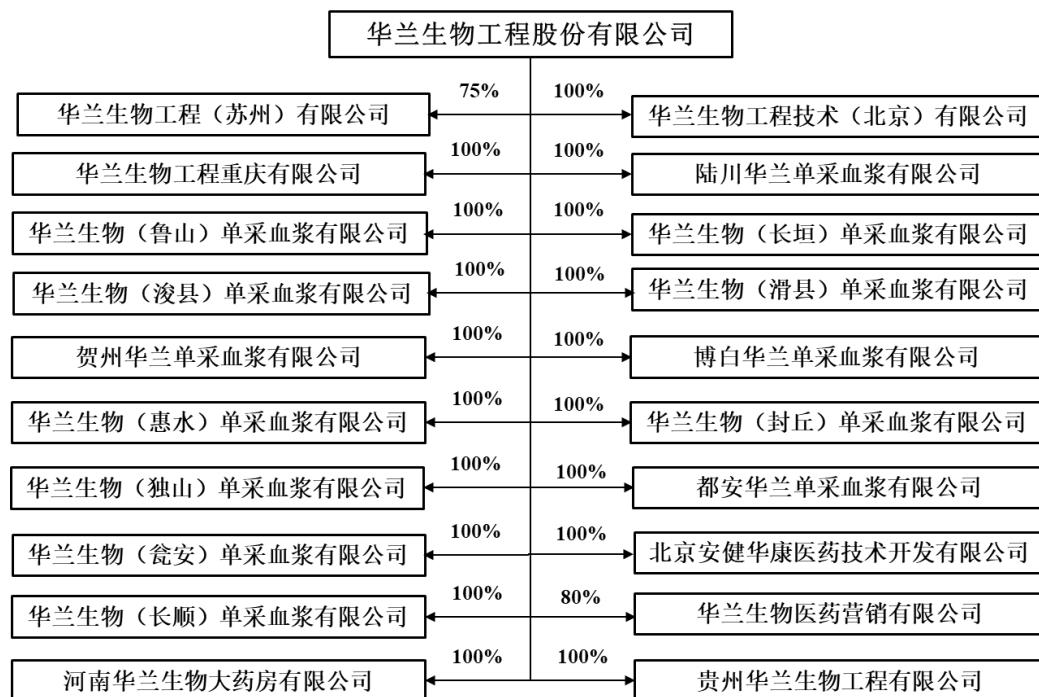 华兰生物工程股份有限公司
75%
100%
华兰生物工程（苏州）有限公司
华兰生物工程技术（北京）有限公司
100%
100%
华兰生物工程重庆有限公司
陆川华兰单采血浆有限公司
100%
100%
华兰生物（鲁山）单采血浆有限公司
华兰生物（长垣）单采血浆有限公司
100%
100%
华兰生物（浚县）单采血浆有限公司
华兰生物（滑县）单采血浆有限公司
100%
100%
贺州华兰单采血浆有限公司
博白华兰单采血浆有限公司
100%
100%
华兰生物（惠水）单采血浆有限公司
华兰生物（封丘）单采血浆有限公司
100%
100%
华兰生物（独山）单采血浆有限公司
都安华兰单采血浆有限公司
100%
100%
华兰生物（瓮安）单采血浆有限公司
北京安健华康医药技术开发有限公司
100%
80%
华兰生物（长顺）单采血浆有限公司
华兰生物医药营销有限公司
100%
100%
河南华兰生物大药房有限公司
贵州华兰生物工程有限公司